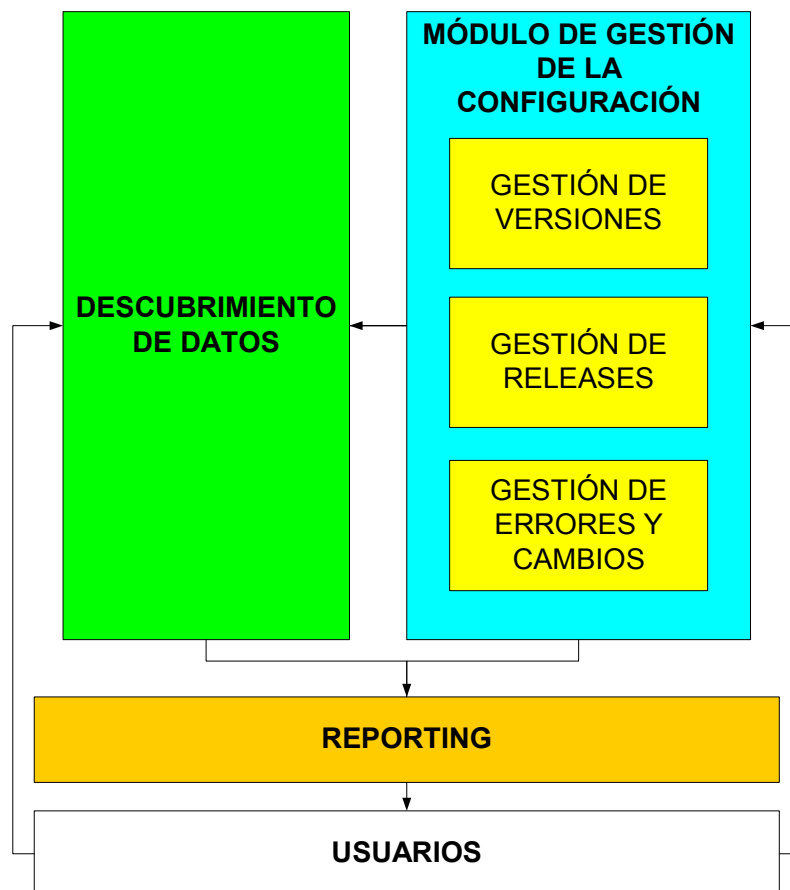 MÓDULO DE GESTIÓN
DE LA
CONFIGURACIÓN
GESTIÓN DE
VERSIONES
DESCUBRIMIENTO
DE DATOS
GESTIÓN DE
RELEASES
GESTIÓN DE
ERRORES Y
CAMBIOS
REPORTING
USUARIOS